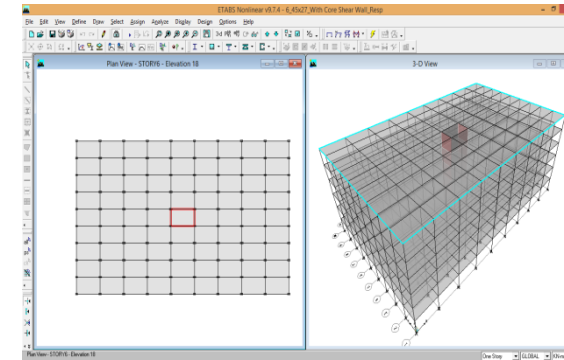 ETABS Nonlinear v9.7.4 - 6_45x27_With Core Shear Wall_Resp
File Edit View Define Draw Select Assign Analyze Display Design Options Help
Plan View - STORY6 - Elevation 18
3-D View
Plan View - STORY6 - Elevation 18
One Story GLOBAL